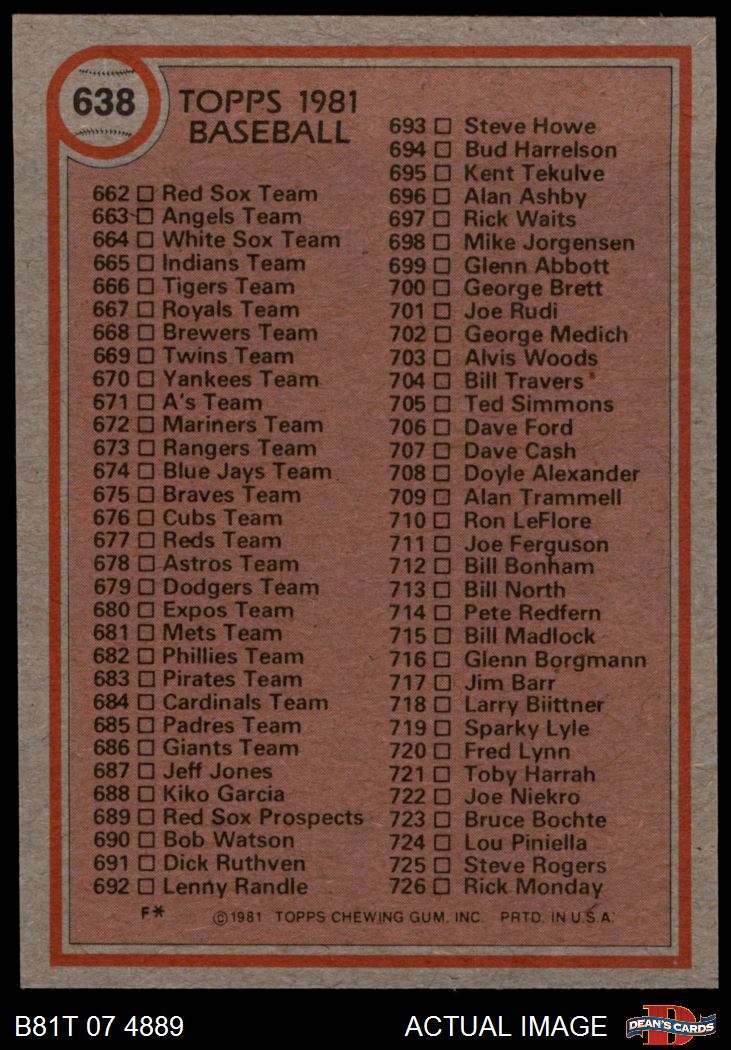 638
TOPPS 1981
BASEBALL
662 Red Sox Team
663 Angels Team
664 White Sox Team
665 Indians Team
666 Tigers Team
667 Royals Team
668 Brewers Team
669 Twins Team
670 Yankees Team
671 A's Team
672 Mariners Team
673 Rangers Team
674 Blue Jays Team
675 Braves Team
676 Cubs Team
677 Reds Team
678 Astros Team
679 Dodgers Team
680 Expos Team
681 Mets Team
682 Phillies Team
683 Pirates Team
684 Cardinals Team
685 Padres Team
686 Giants Team
687 Jeff Jones
688 Kiko Garcia
689 Red Sox Prospects
690 Bob Watson
691 Dick Ruthven
692 Lenny Randle
693 Steve Howe
694 Bud Harrelson
695 Kent Tekulve
696 Alan Ashby
697 Rick Waits
698 Mike Jorgensen
699 Glenn Abbott
700 George Brett
701 Joe Rudi
702 George Medich
703 Alvis Woods
704 Bill Travers
705 Ted Simmons
706 Dave Ford
707 Dave Cash
708 Doyle Alexander
709 Alan Trammell
710 Ron LeFlore
711 Joe Ferguson
712 Bill Bonham
713 Bill North
714 Pete Redfern
715 Bill Madlock
716 Glenn Borgmann
717 Jim Barr
718 Larry Biittner
719 Sparky Lyle
720 Fred Lynn
721 Toby Harrah
722 Joe Niekro
723 Bruce Bochte
724 Lou Piniella
725 Steve Rogers
726 Rick Monday
F* ©1981 TOPPS CHEWING GUM, INC. PRTD. IN U.S.A.
B81T 07 4889
ACTUAL IMAGE
D
DEAN'S CARDS